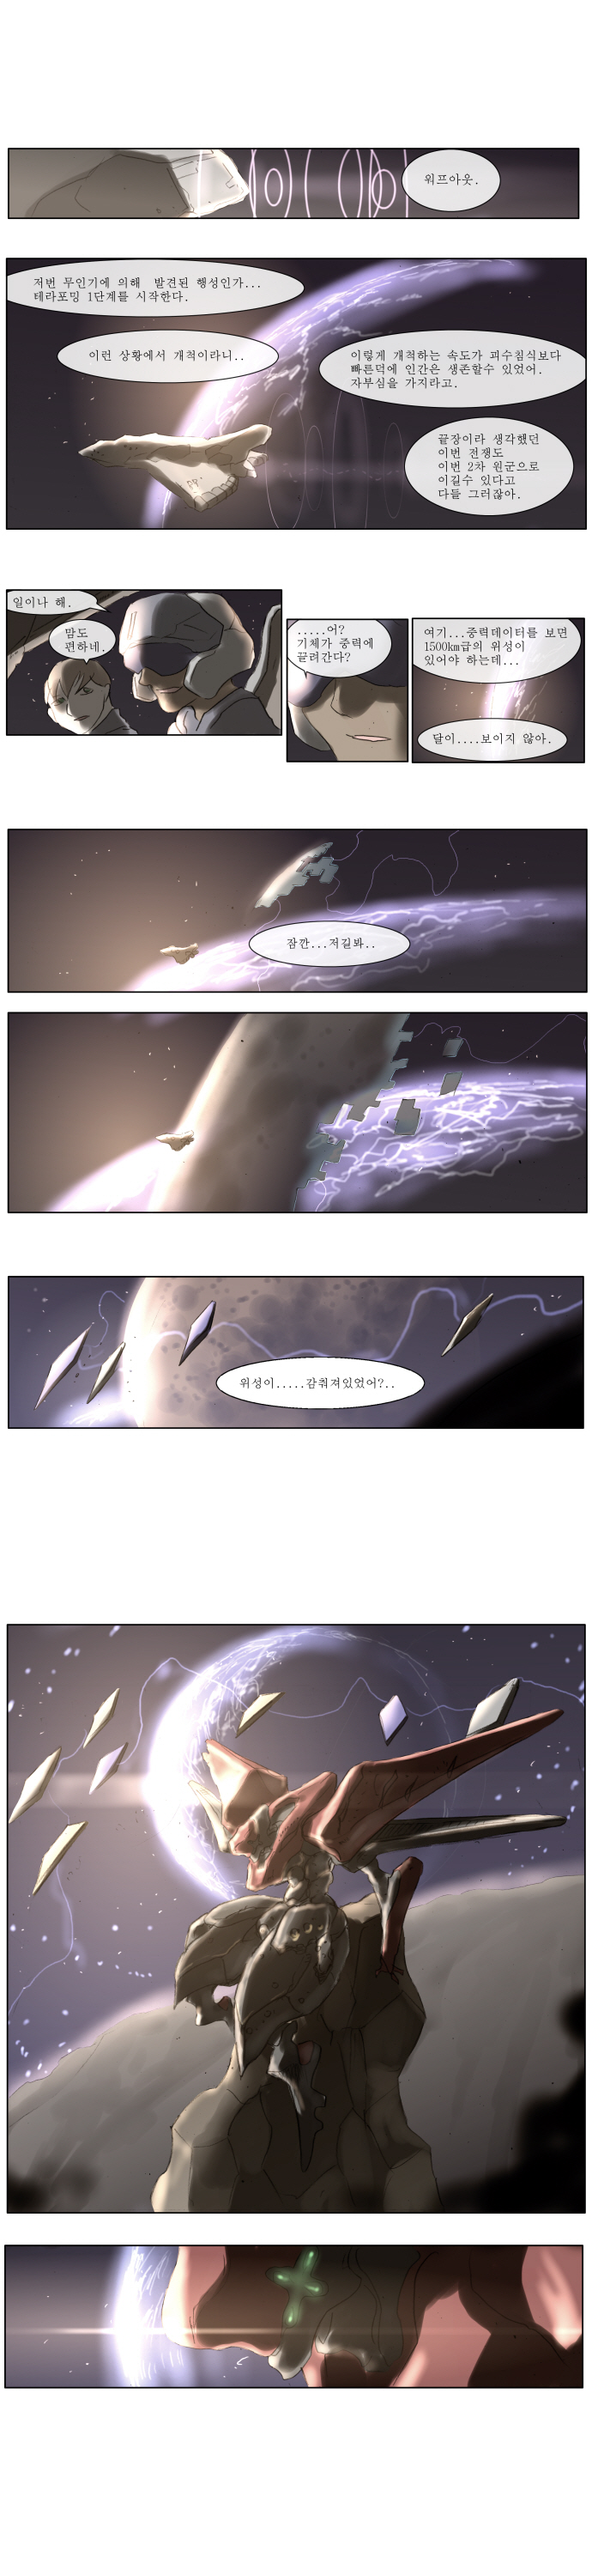 워프아웃.
저번 무인기에 의해 발견된 행성인가...
테라포밍 1단계를 시작한다.
이런 상황에서 개척이라니..
이렇게 개척하는 속도가 괴수침식보다
빠른덕에 인간은 생존할수 있었어.
자부심을 가지라고.
끝장이라 생각했던
이번 전쟁도
이번 2차 원군으로
이길수 있다고
다들 그러잖아.
일이나 해.
맘도
편하네.
.....어?
기체가 중력에
끌려간다?
여기...중력데이터를 보면
1500km급의 위성이
있어야 하는데...
달이....보이지 않아.
잠깐...저길봐..
위성이.....감춰져있었어?..